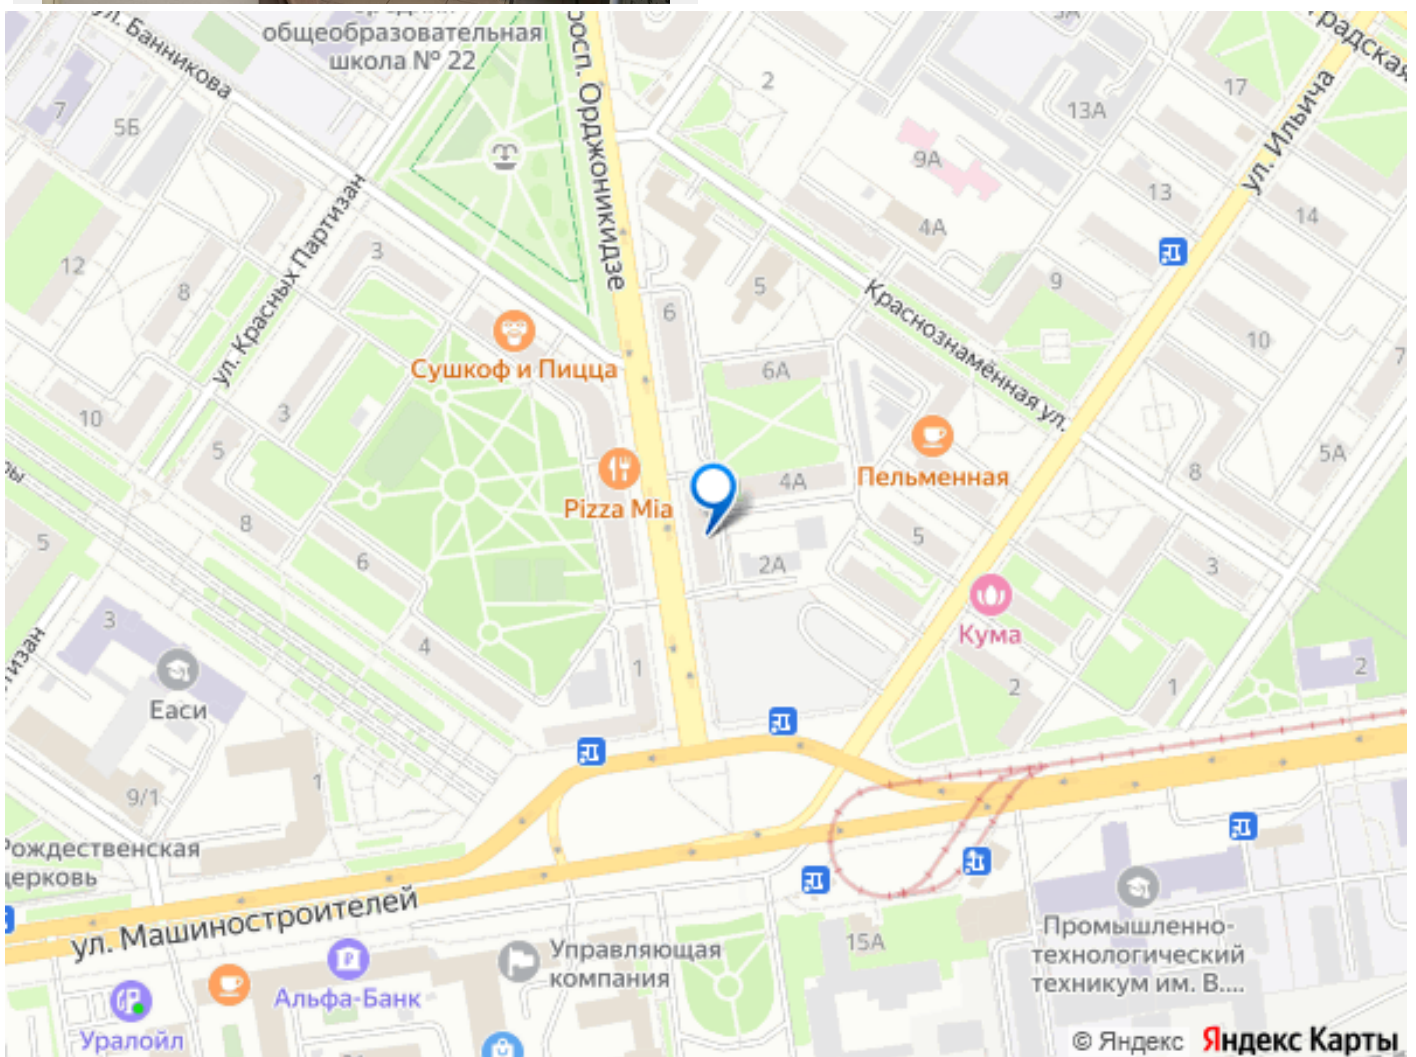 общеобразовательная
школа № 22
ул. Банникова
просп. Орджоникидзе
3А
2
17
13А
ул. Ильича
7
5Б
9А
13
14
4А
ул. Красных Партизан
3
12
8
5
9
6
Краснознамённая ул.
10
Сушкоф и Пицца
6А
7
10
3
5
Пельменная
5А
8
4А
Pizza Mia
8
5
5
6
2А
3
3
4
Кума
1
2
1
2
Еаси
1
9/1
Рождественская
церковь
ул. Машиностроителей
15А
Промышленно-
технологический
техникум им. В....
Управляющая
компания
Альфа-Банк
Уралойл
© Яндекс Яндекс Карты